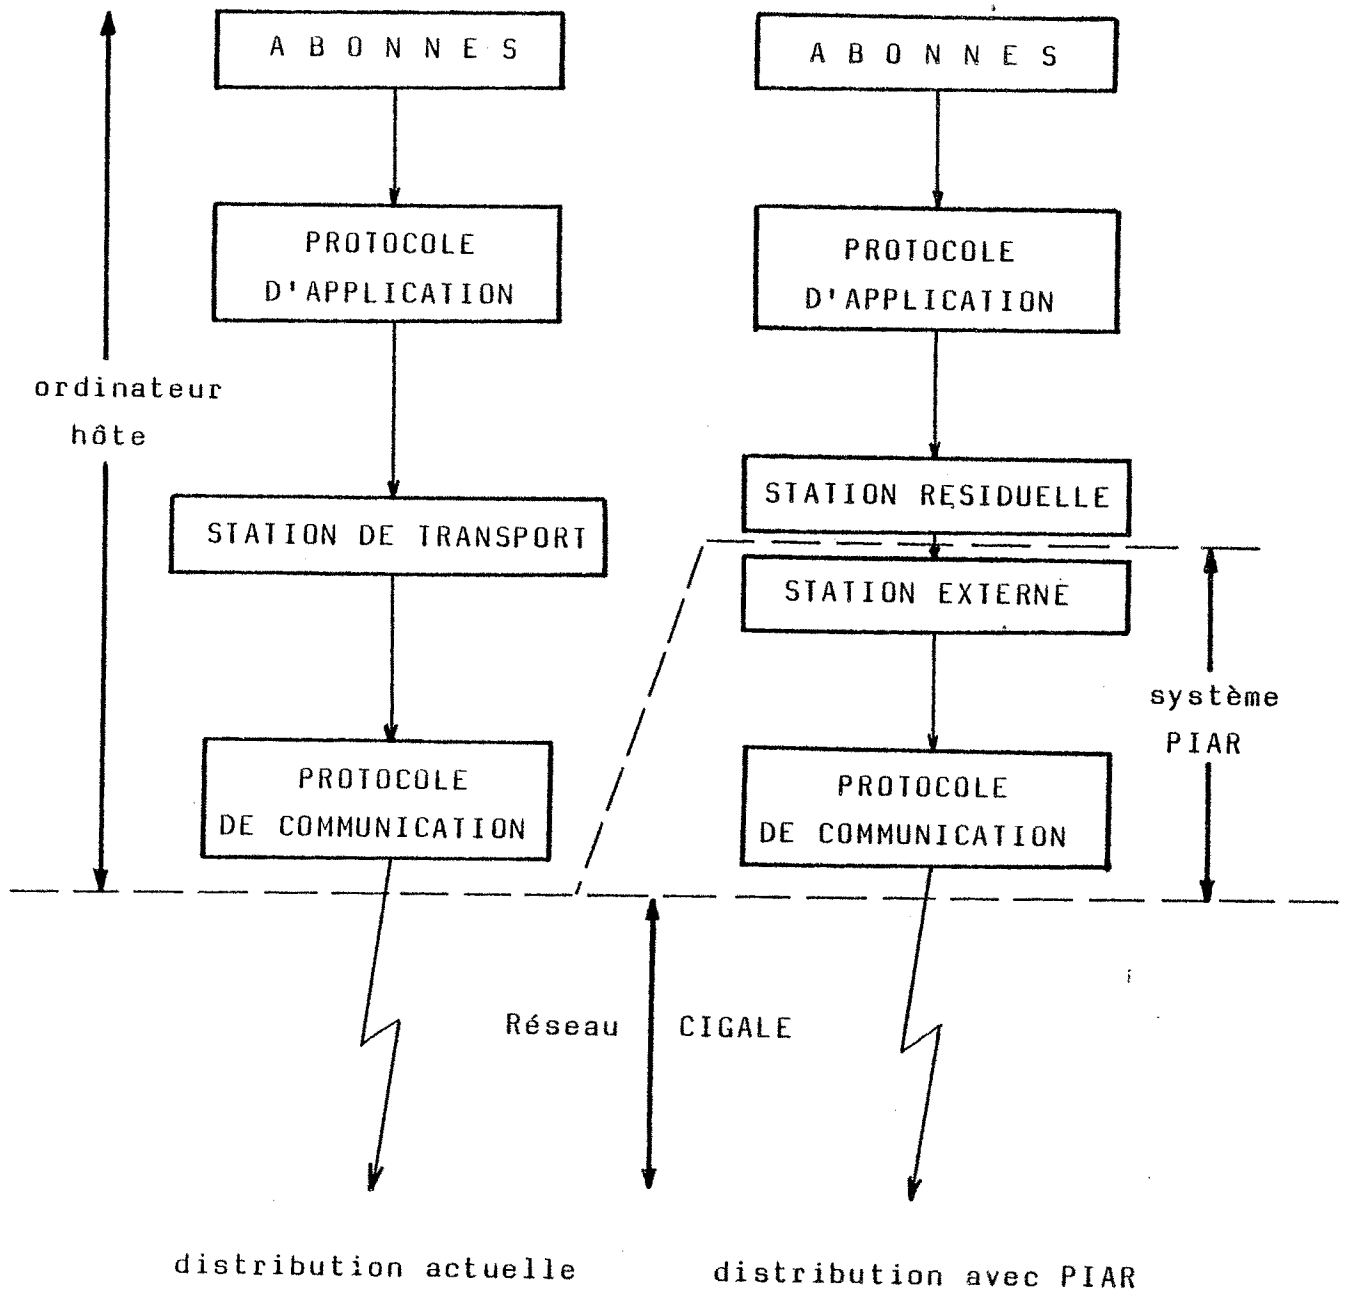 A B O N N E S
PROTOCOLE
D'APPLICATION
ordinateur
hôte
STATION DE TRANSPORT
PROTOCOLE
DE COMMUNICATION
A B O N N E S
PROTOCOLE
D'APPLICATION
STATION RESIDUELLE
STATION EXTERNE
système
PIAR
PROTOCOLE
DE COMMUNICATION
Réseau CIGALE
distribution actuelle
distribution avec PIAR